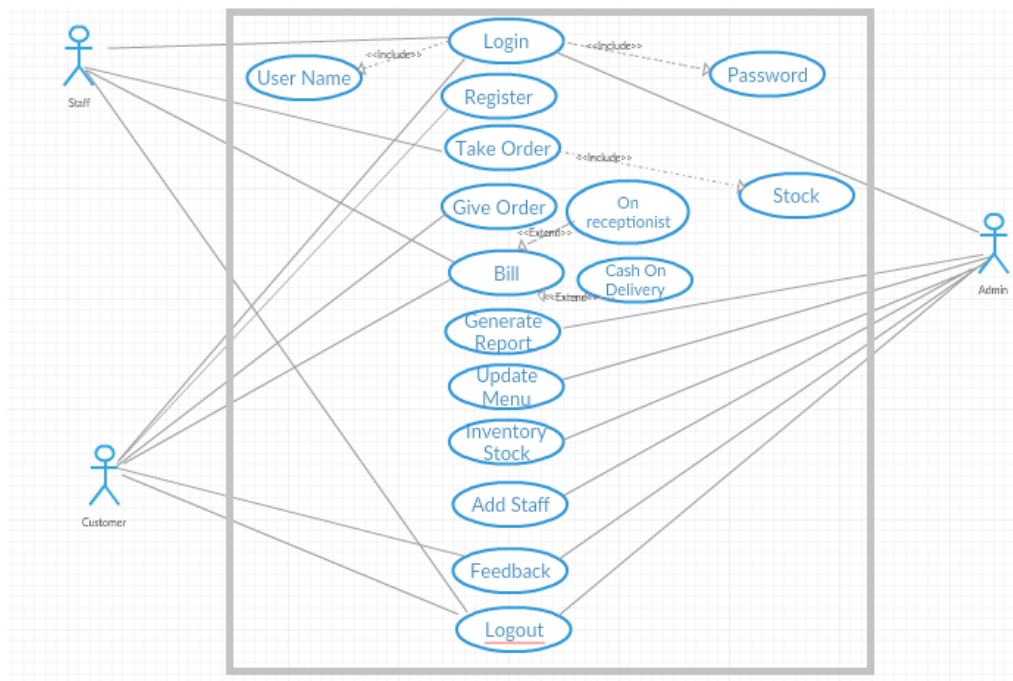 Login
<<Include>>
<<Include>>
User Name
Password
Staff
Register
Take Order
<<Include>>
Stock
Give Order
On
receptionist
<<Extend>>
Bill
Cash On
Delivery
<<Extend>>
Admin
Generate
Report
Update
Menu
Inventory
Stock
Add Staff
Customer
Feedback
Logout